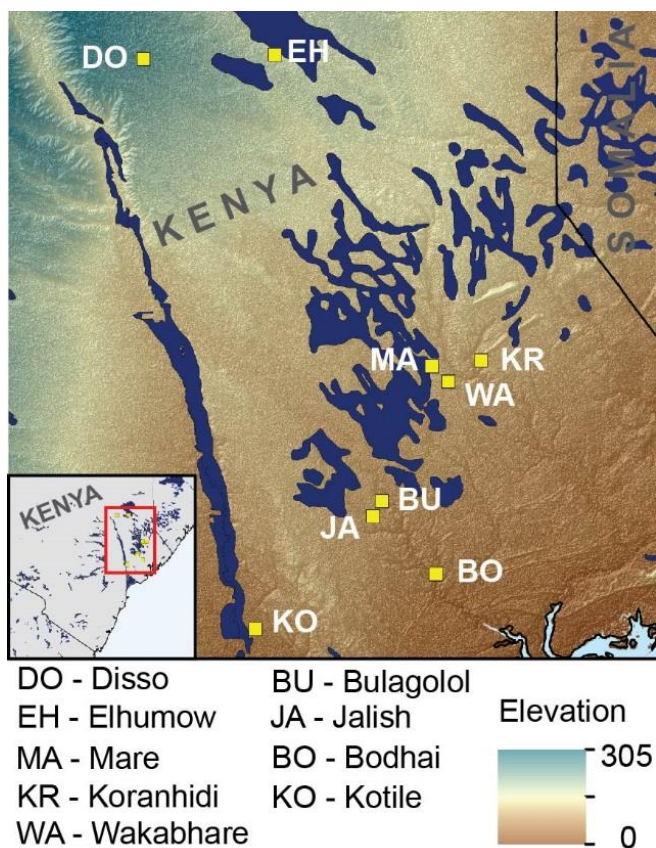 DO
EH
KENYA
SOMALIA
MA
KR
WA
BU
JA
BO
KO
KENYA
DO - Disso
EH - Elhumow
MA - Mare
KR - Koranhidi
WA - Wakabhare
BU - Bulagolol
JA - Jalish
BO - Bodhai
KO - Kotile
Elevation
305
0